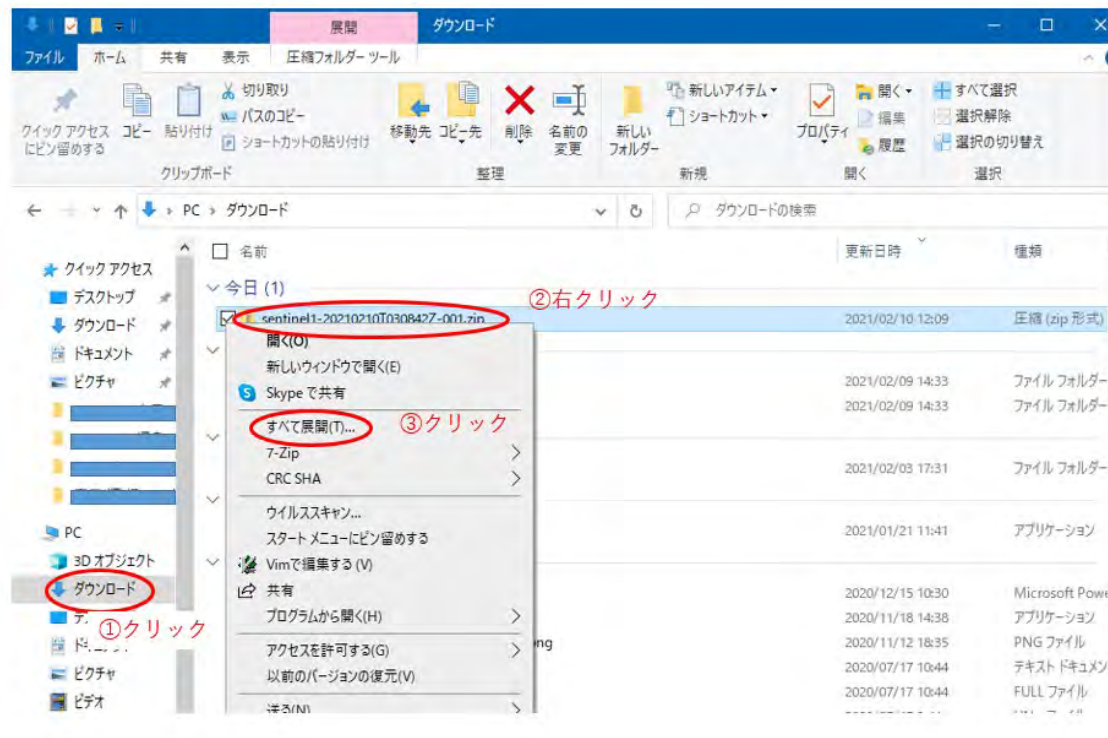 展開
ダウンロード
ファイル ホーム 共有 表示 圧縮フォルダー ツール
クイック アクセス
にピン留めする
コピー
貼り付け
切り取り
パスのコピー
ショートカットの貼り付け
移動先
コピー先
削除
名前の
変更
新しい
フォルダー
新しいアイテム
ショートカット
プロパティ
開く
編集
履歴
すべて選択
選択解除
選択の切り替え
クリップボード 整理 新規 開く 選択
PC › ダウンロード
ダウンロードの検索
名前 更新日時 種類
クイック アクセス
デスクトップ
ダウンロード
ドキュメント
ピクチャ
PC
3D オブジェクト
ダウンロード
①クリック
ピクチャ
ビデオ
今日 (1)
②右クリック
sentinel1-20210210T030842Z-001.zip 2021/02/10 12:09 圧縮 (zip 形式)
開く(O)
新しいウィンドウで開く(E)
Skype で共有
すべて展開(T)...
③クリック
7-Zip
CRC SHA
ウイルススキャン...
スタート メニューにピン留めする
Vimで編集する (V)
共有
プログラムから開く(H)
アクセスを許可する(G)
以前のバージョンの復元(V)
送る(N)
2021/02/09 14:33 ファイル フォルダー
2021/02/09 14:33 ファイル フォルダー
2021/02/03 17:31 ファイル フォルダー
2021/01/21 11:41 アプリケーション
2020/12/15 10:30 Microsoft Powe
2020/11/18 14:38 アプリケーション
ng 2020/11/12 18:35 PNG ファイル
2020/07/17 10:44 テキスト ドキュメン
2020/07/17 10:44 FULL ファイル